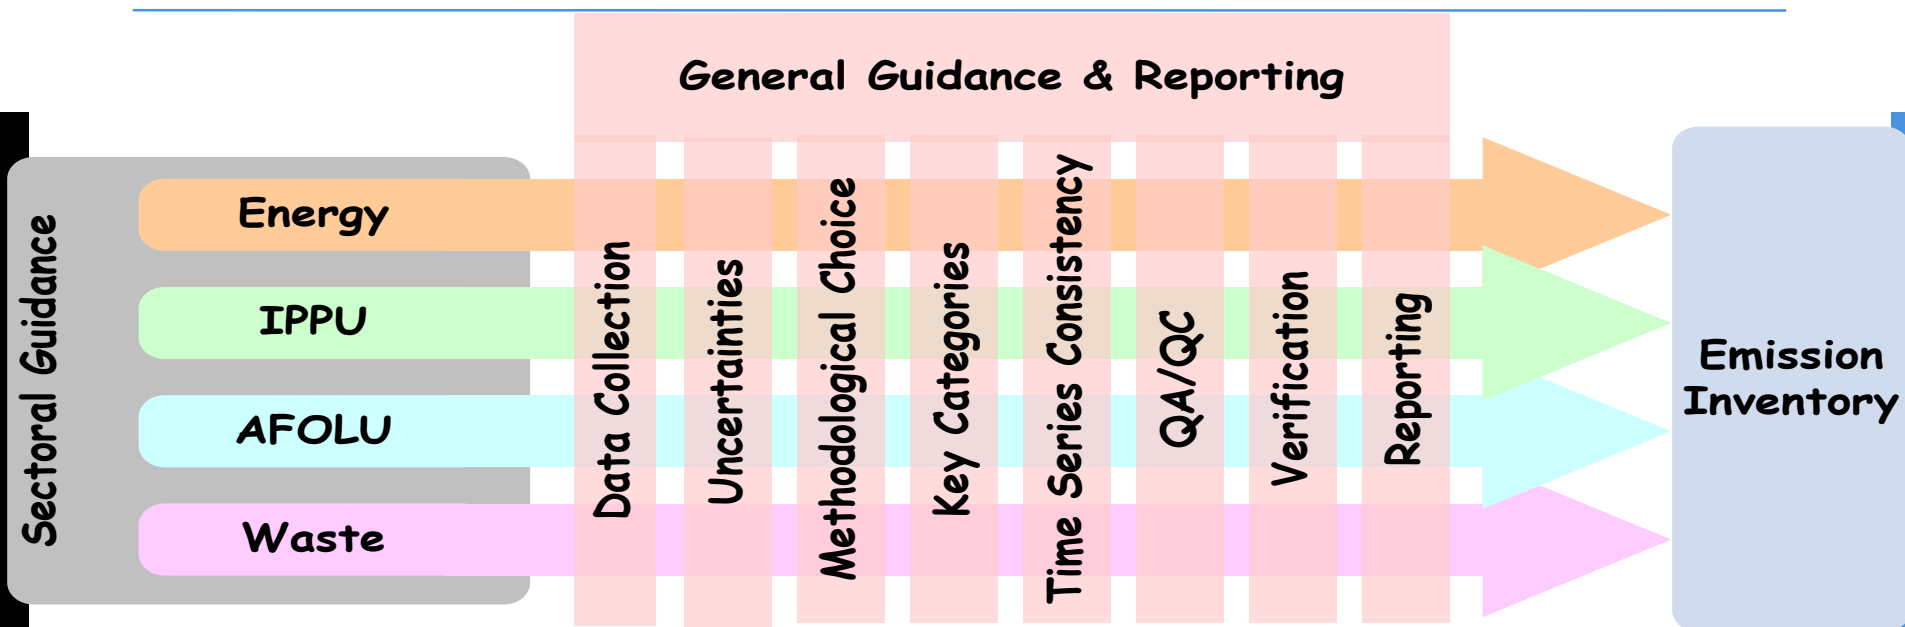 General Guidance & Reporting
Sectoral Guidance
Energy
IPPU
AFOLU
Waste
Data Collection
Uncertainties
Methodological Choice
Key Categories
Time Series Consistency
QA/QC
Verification
Reporting
Emission
Inventory